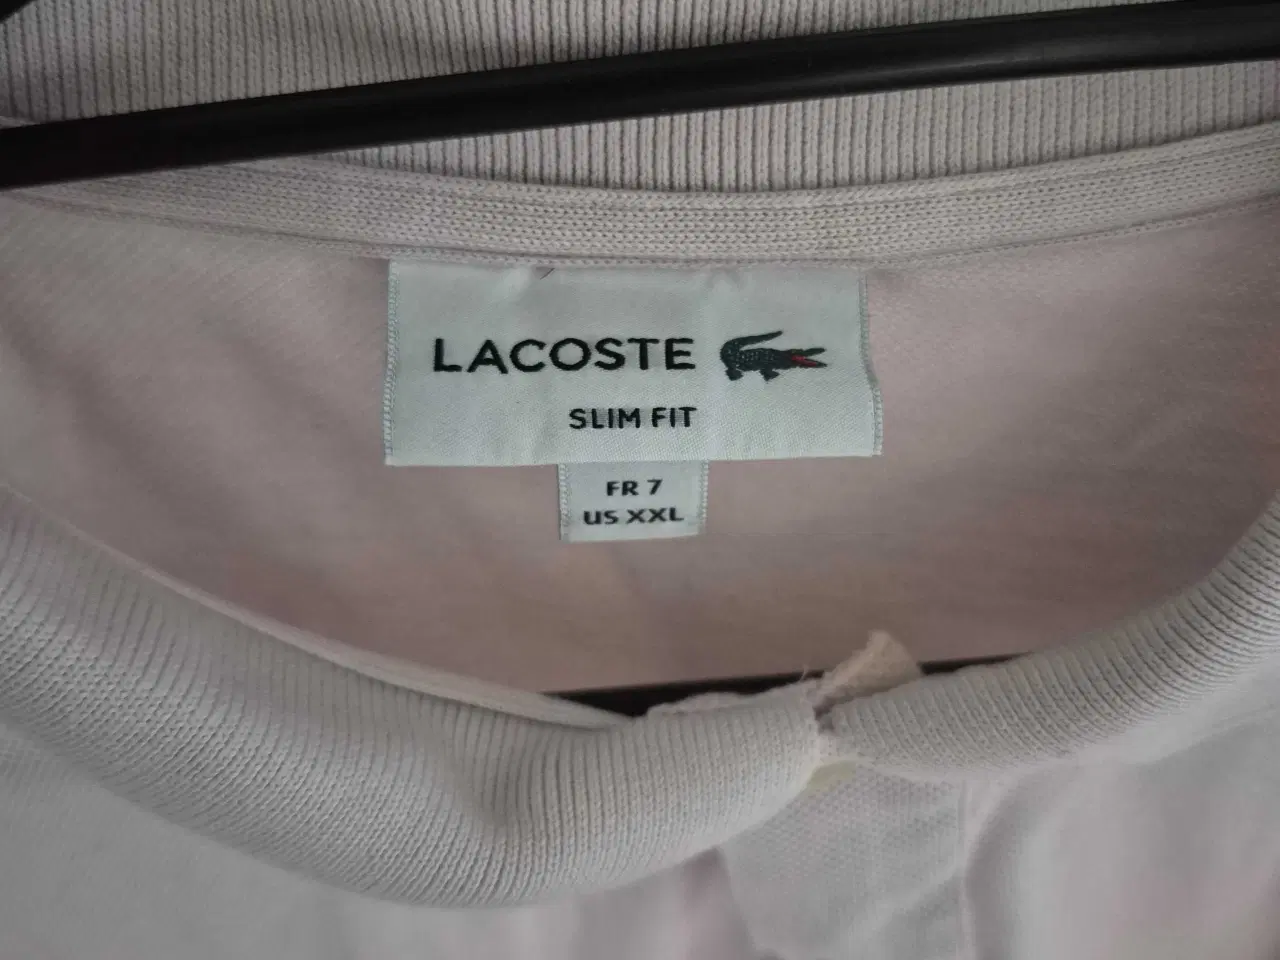 LACOSTE
SLIM FIT
FR 7
US XXL